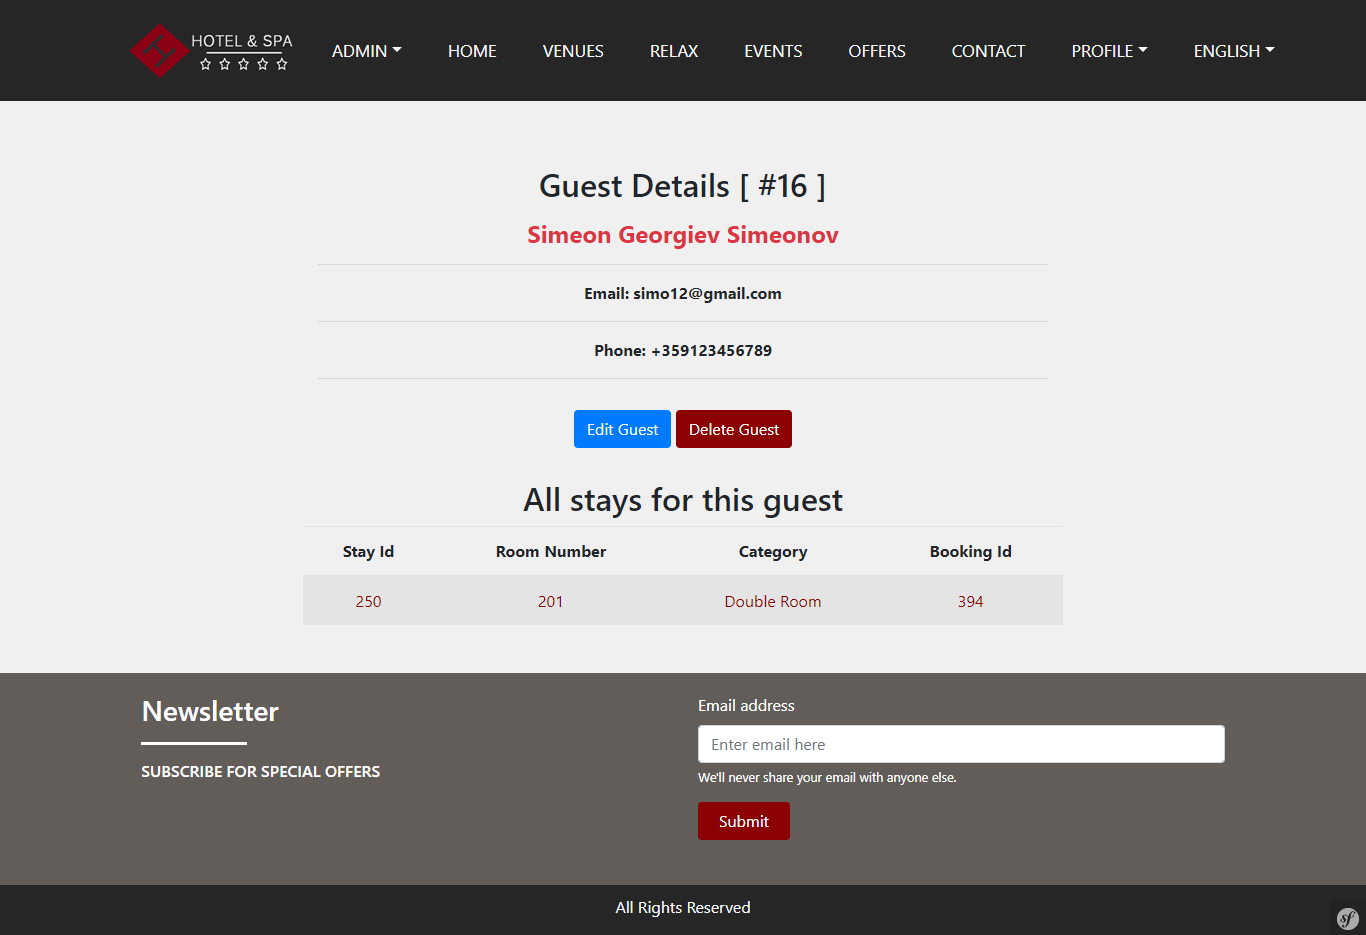 HOTEL & SPA
ADMIN HOME VENUES RELAX EVENTS OFFERS CONTACT PROFILE ENGLISH
Guest Details [ #16 ]
Simeon Georgiev Simeonov
Email: simo12@gmail.com
Phone: +359123456789
Edit Guest Delete Guest
All stays for this guest
Stay Id Room Number Category Booking Id
250 201 Double Room 394
Newsletter
SUBSCRIBE FOR SPECIAL OFFERS
Email address
Enter email here
We'll never share your email with anyone else.
Submit
All Rights Reserved
sf